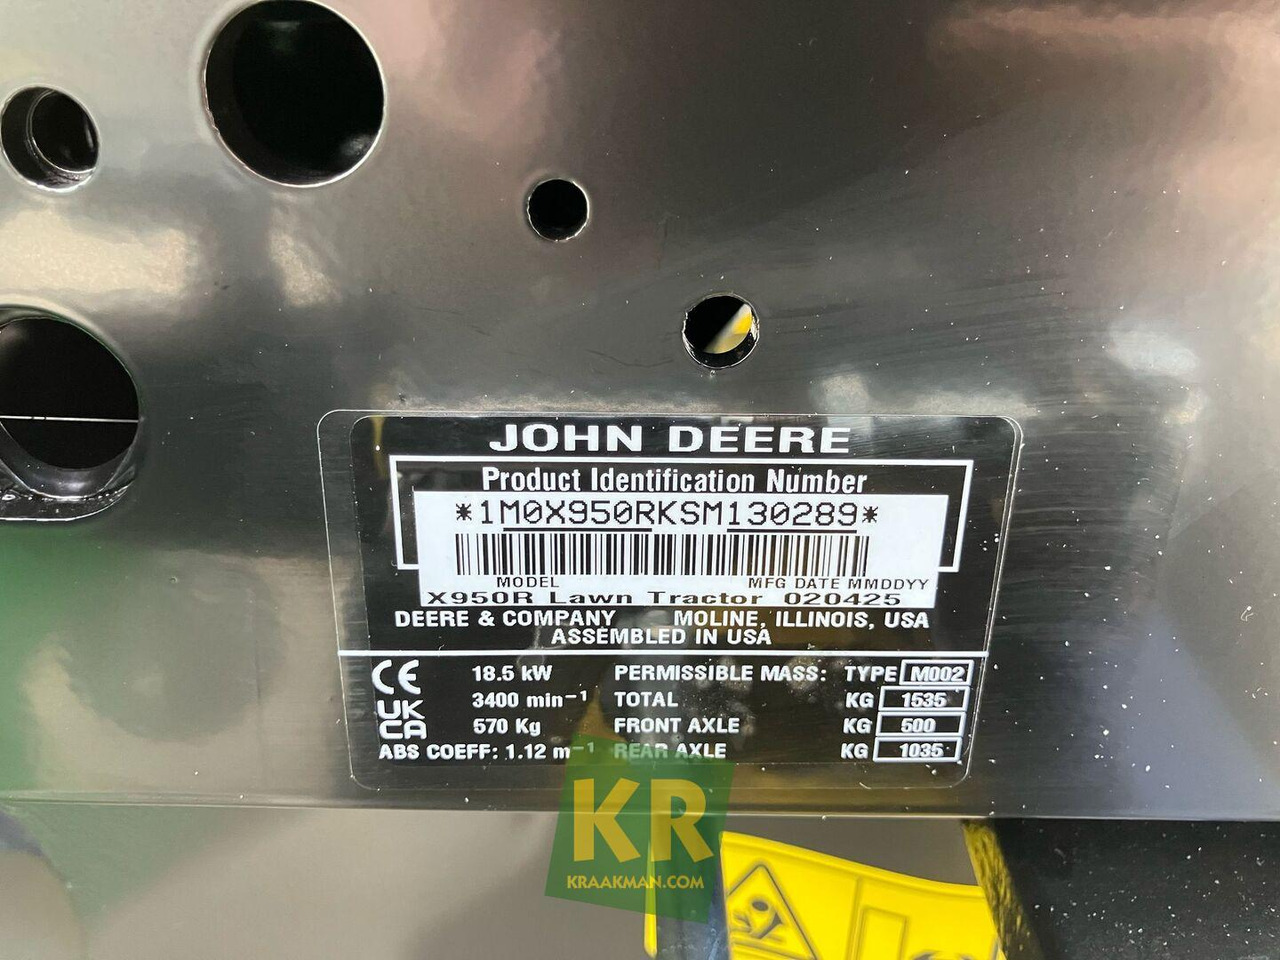 JOHN DEERE
Product Identification Number
*1M0X950RKSM130289*
MODEL MFG DATE MMDDYY
X950R Lawn Tractor 020425
DEERE & COMPANY MOLINE, ILLINOIS, USA
ASSEMBLED IN USA
CE 18.5 kW PERMISSIBLE MASS: TYPE M002
UK 3400 min⁻¹ TOTAL KG 1535
CA 570 Kg FRONT AXLE KG 500
ABS COEFF: 1.12 m⁻¹ REAR AXLE KG 1035
KR
KRAAKMAN.COM